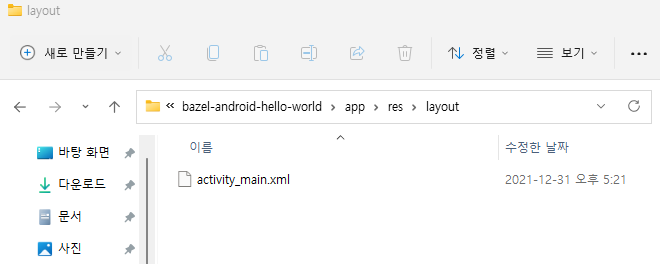 layout
새로 만들기
정렬
보기
bazel-android-hello-world > app > res > layout
바탕 화면
다운로드
문서
사진
이름 수정한 날짜
activity_main.xml 2021-12-31 오후 5:21